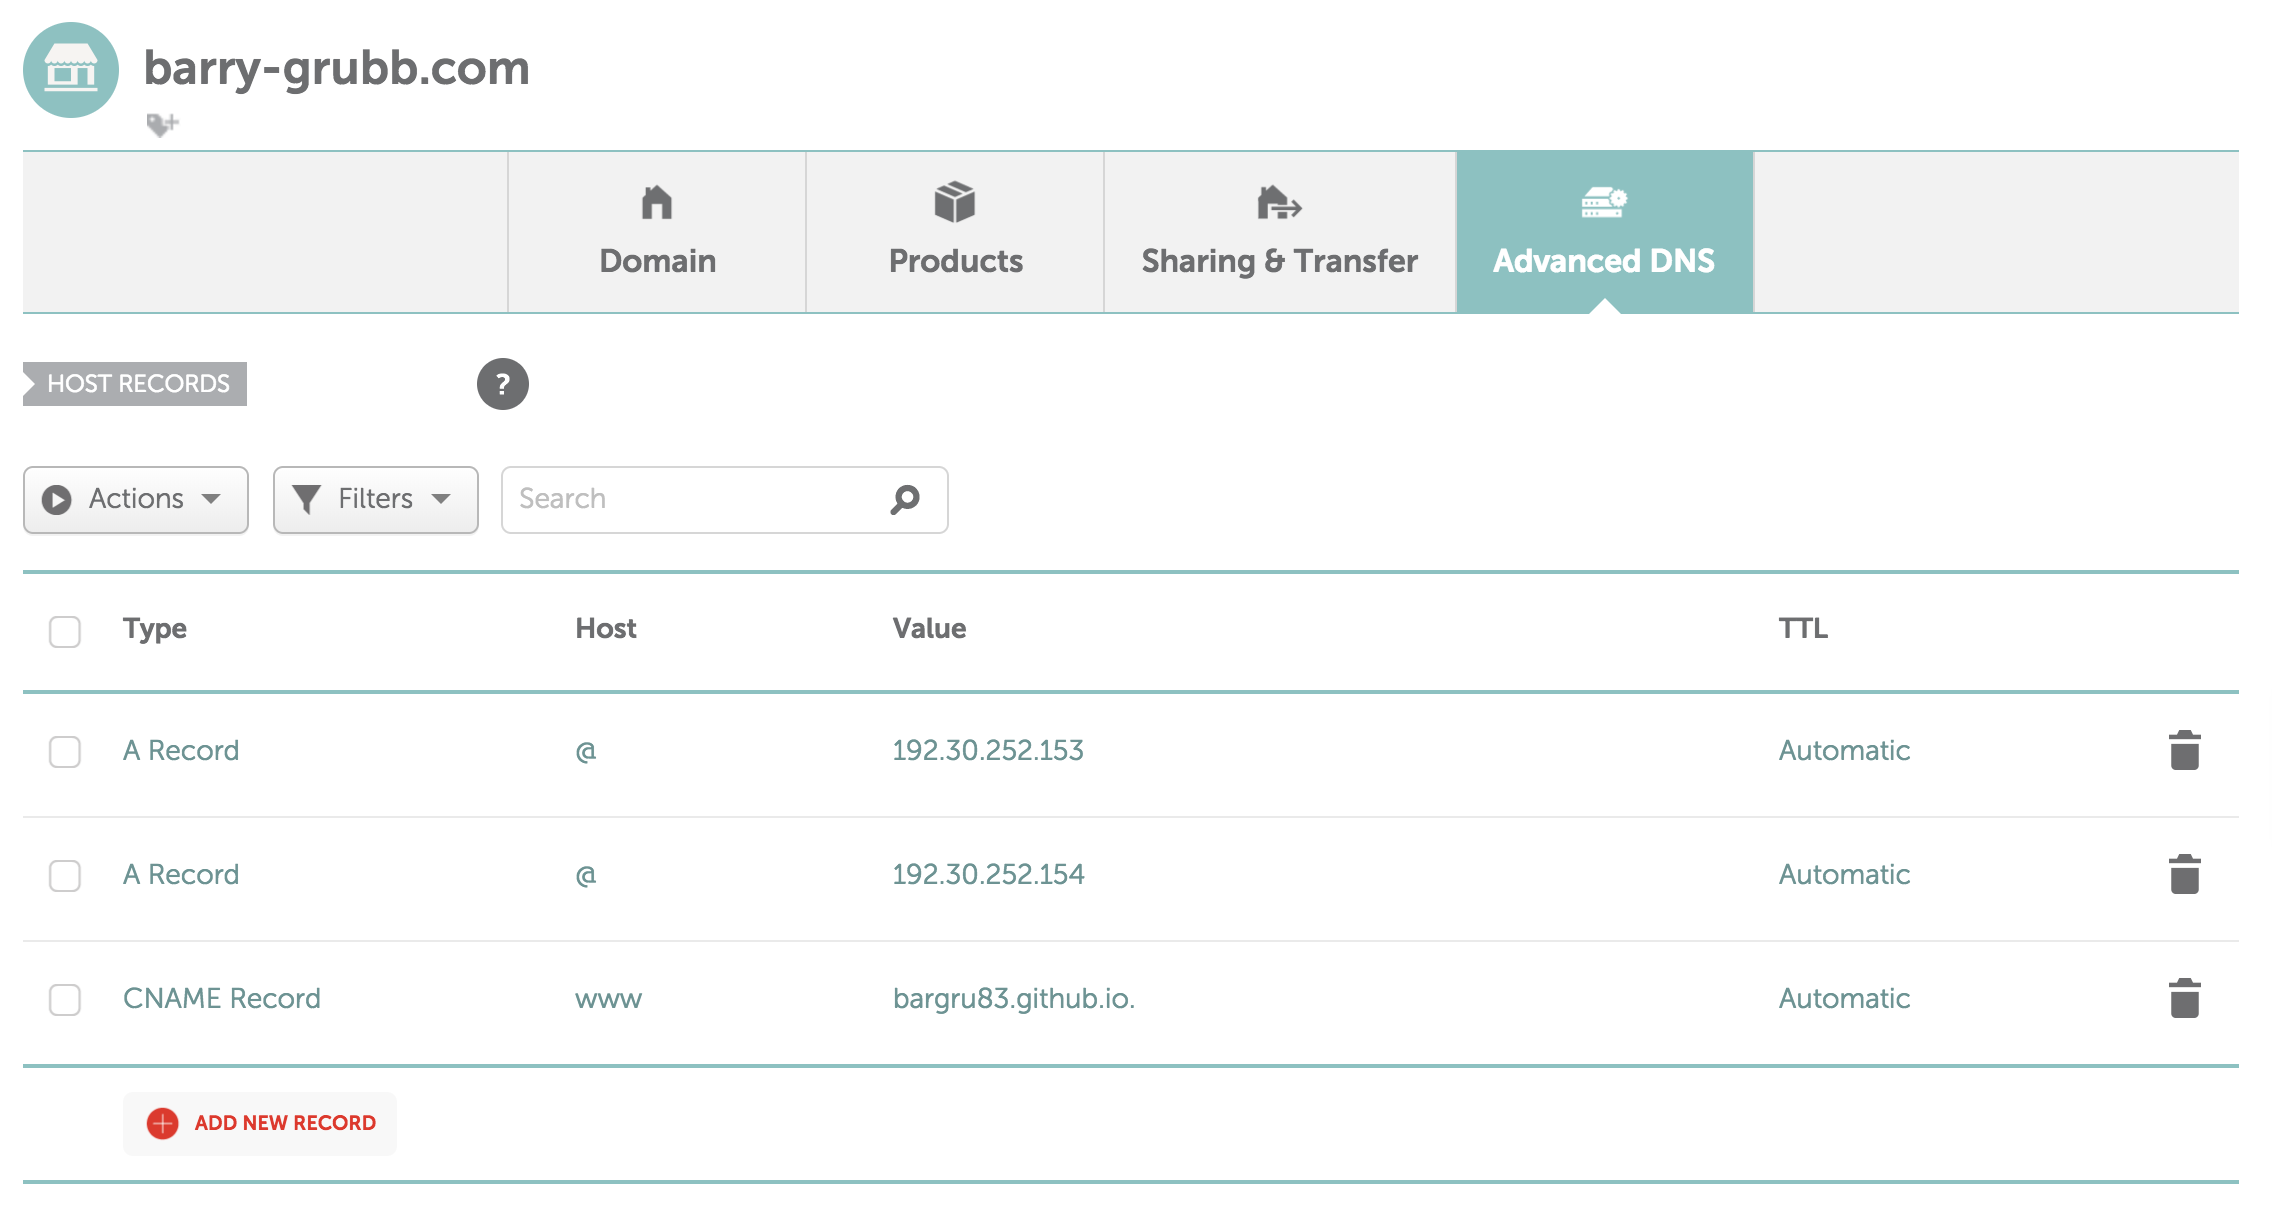 barry-grubb.com
Domain Products Sharing & Transfer Advanced DNS
HOST RECORDS ?
Actions Filters Search
Type Host Value TTL
A Record @ 192.30.252.153 Automatic
A Record @ 192.30.252.154 Automatic
CNAME Record www bargru83.github.io. Automatic
ADD NEW RECORD